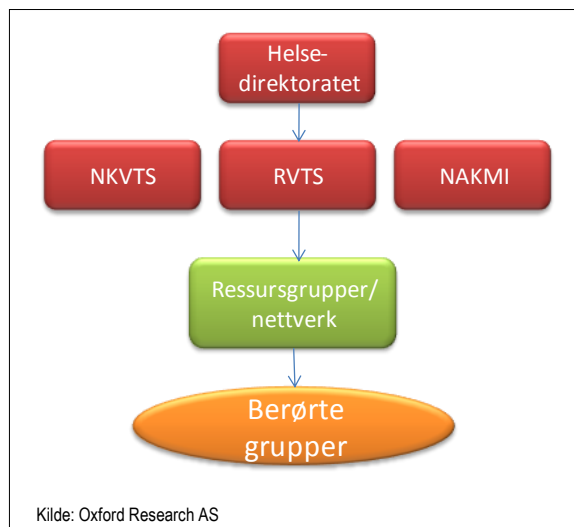 Helse-
direktoratet
NKVTS
RVTS
NAKMI
Ressursgrupper/
nettverk
Berørte
grupper
Kilde: Oxford Research AS